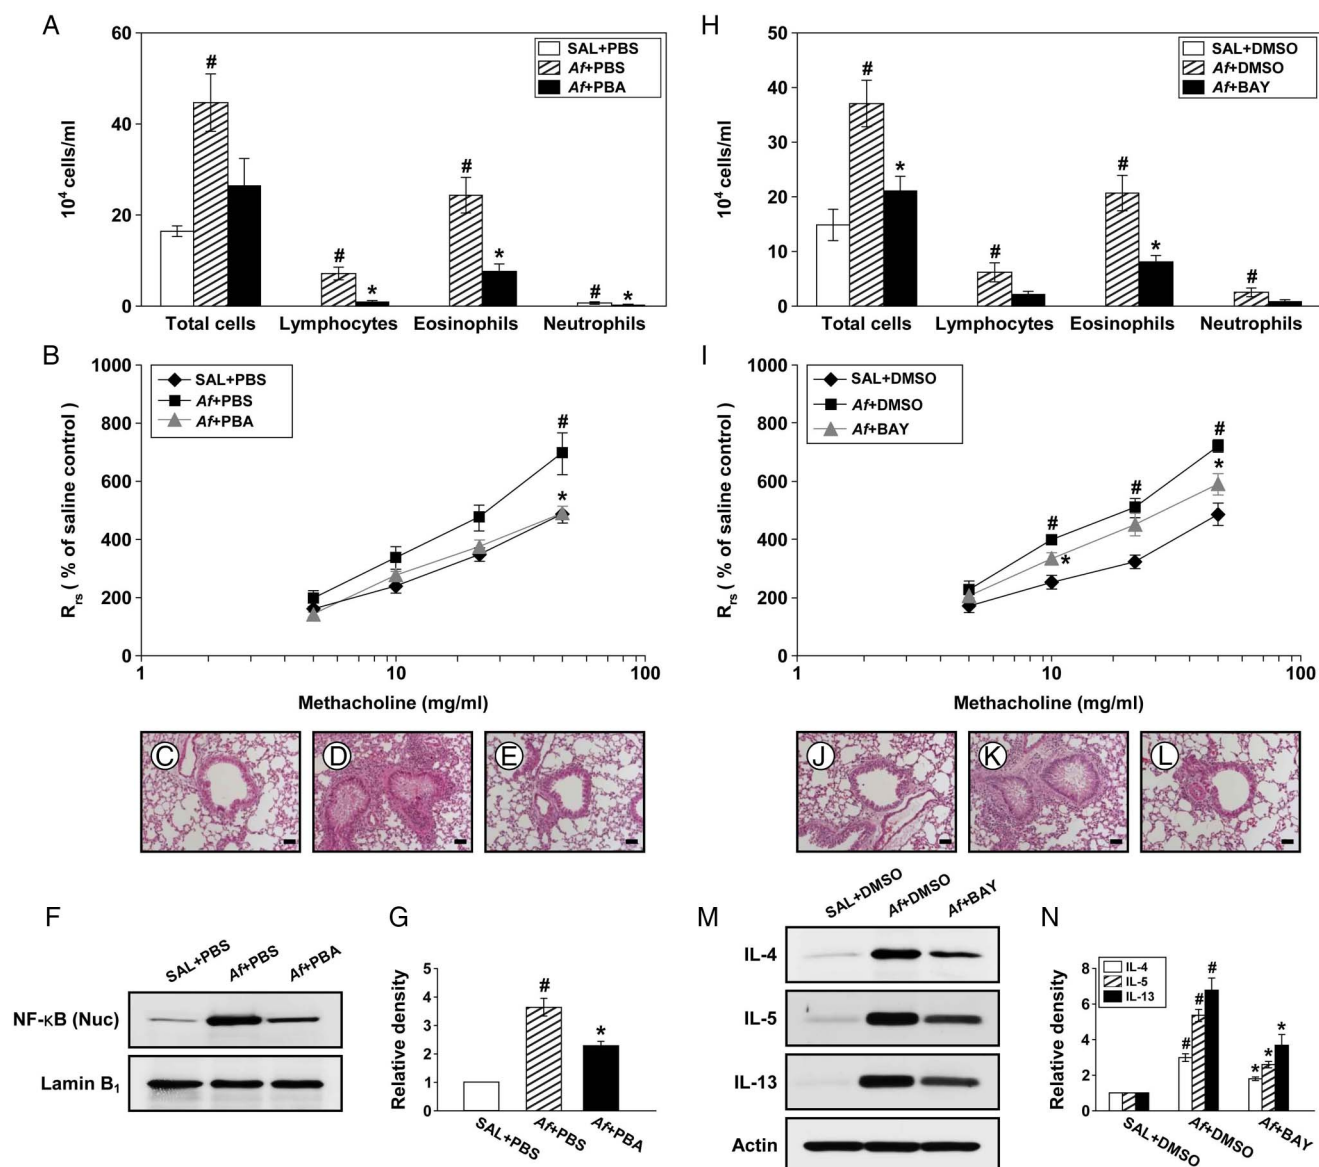 A
60
40
20
0
10⁴ cells/ml
SAL+PBS
Af+PBS
Af+PBA
#
#
*
#
*
#
*
Total cells Lymphocytes Eosinophils Neutrophils
H
50
40
30
20
10
0
10⁴ cells/ml
SAL+DMSO
Af+DMSO
Af+BAY
#
*
#
#
*
#
Total cells Lymphocytes Eosinophils Neutrophils
B
1000
800
600
400
200
0
Rrs ( % of saline control )
SAL+PBS
Af+PBS
Af+PBA
#
*
1 10 100
Methacholine (mg/ml)
I
1000
800
600
400
200
0
Rrs ( % of saline control )
SAL+DMSO
Af+DMSO
Af+BAY
#
*
#
#
*
1 10 100
Methacholine (mg/ml)
C D E
J K L
F
SAL+PBS Af+PBS Af+PBA
NF-κB (Nuc)
Lamin B₁
G
5
4
3
2
1
0
Relative density
#
*
SAL+PBS Af+PBS Af+PBA
M
SAL+DMSO Af+DMSO Af+BAY
IL-4
IL-5
IL-13
Actin
N
8
6
4
2
0
Relative density
IL-4
IL-5
IL-13
# # #
* * *
SAL+DMSO Af+DMSO Af+BAY